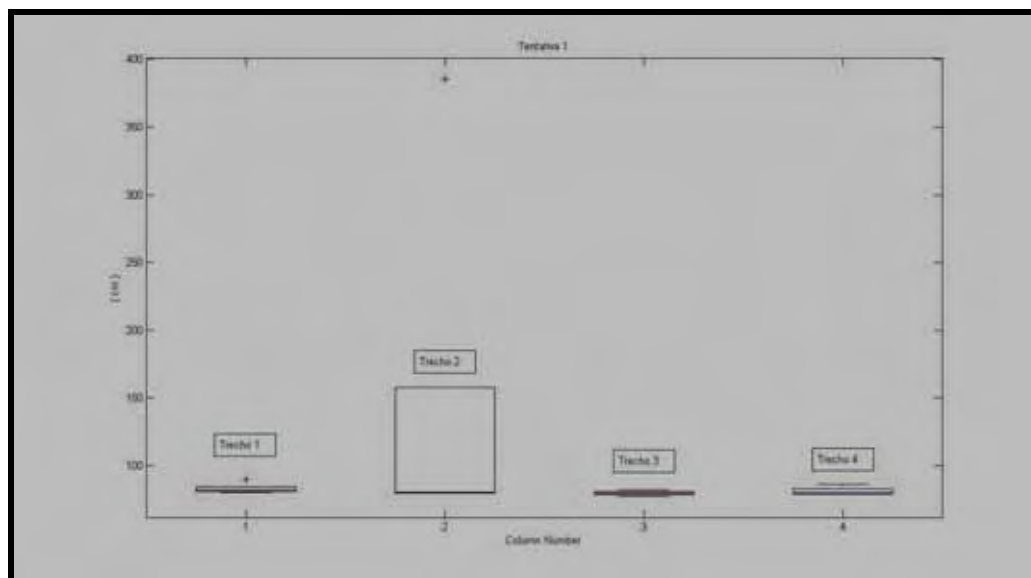 Tentativa 1
400
350
300
250
200
150
100
( cm )
Trecho 1
Trecho 2
Trecho 3
Trecho 4
1
2
3
4
Column Number